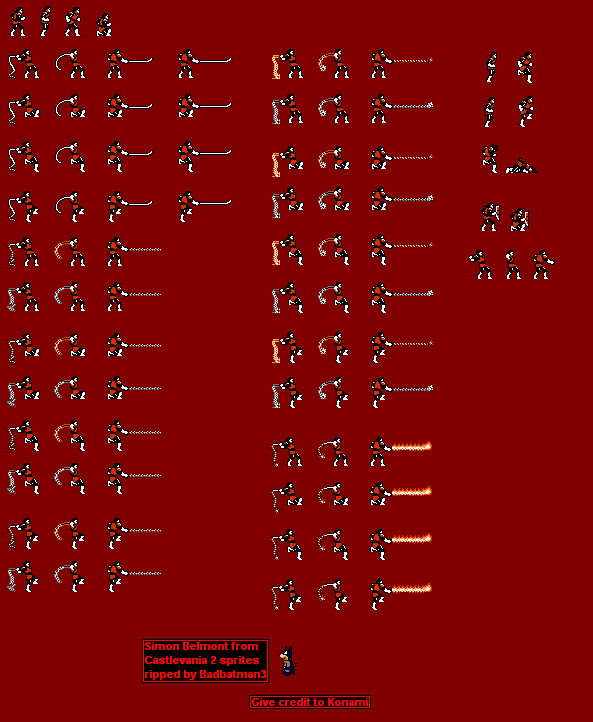 Simon Belmont from
Castlevania 2 sprites
ripped by Badbatman3
Give credit to Konami